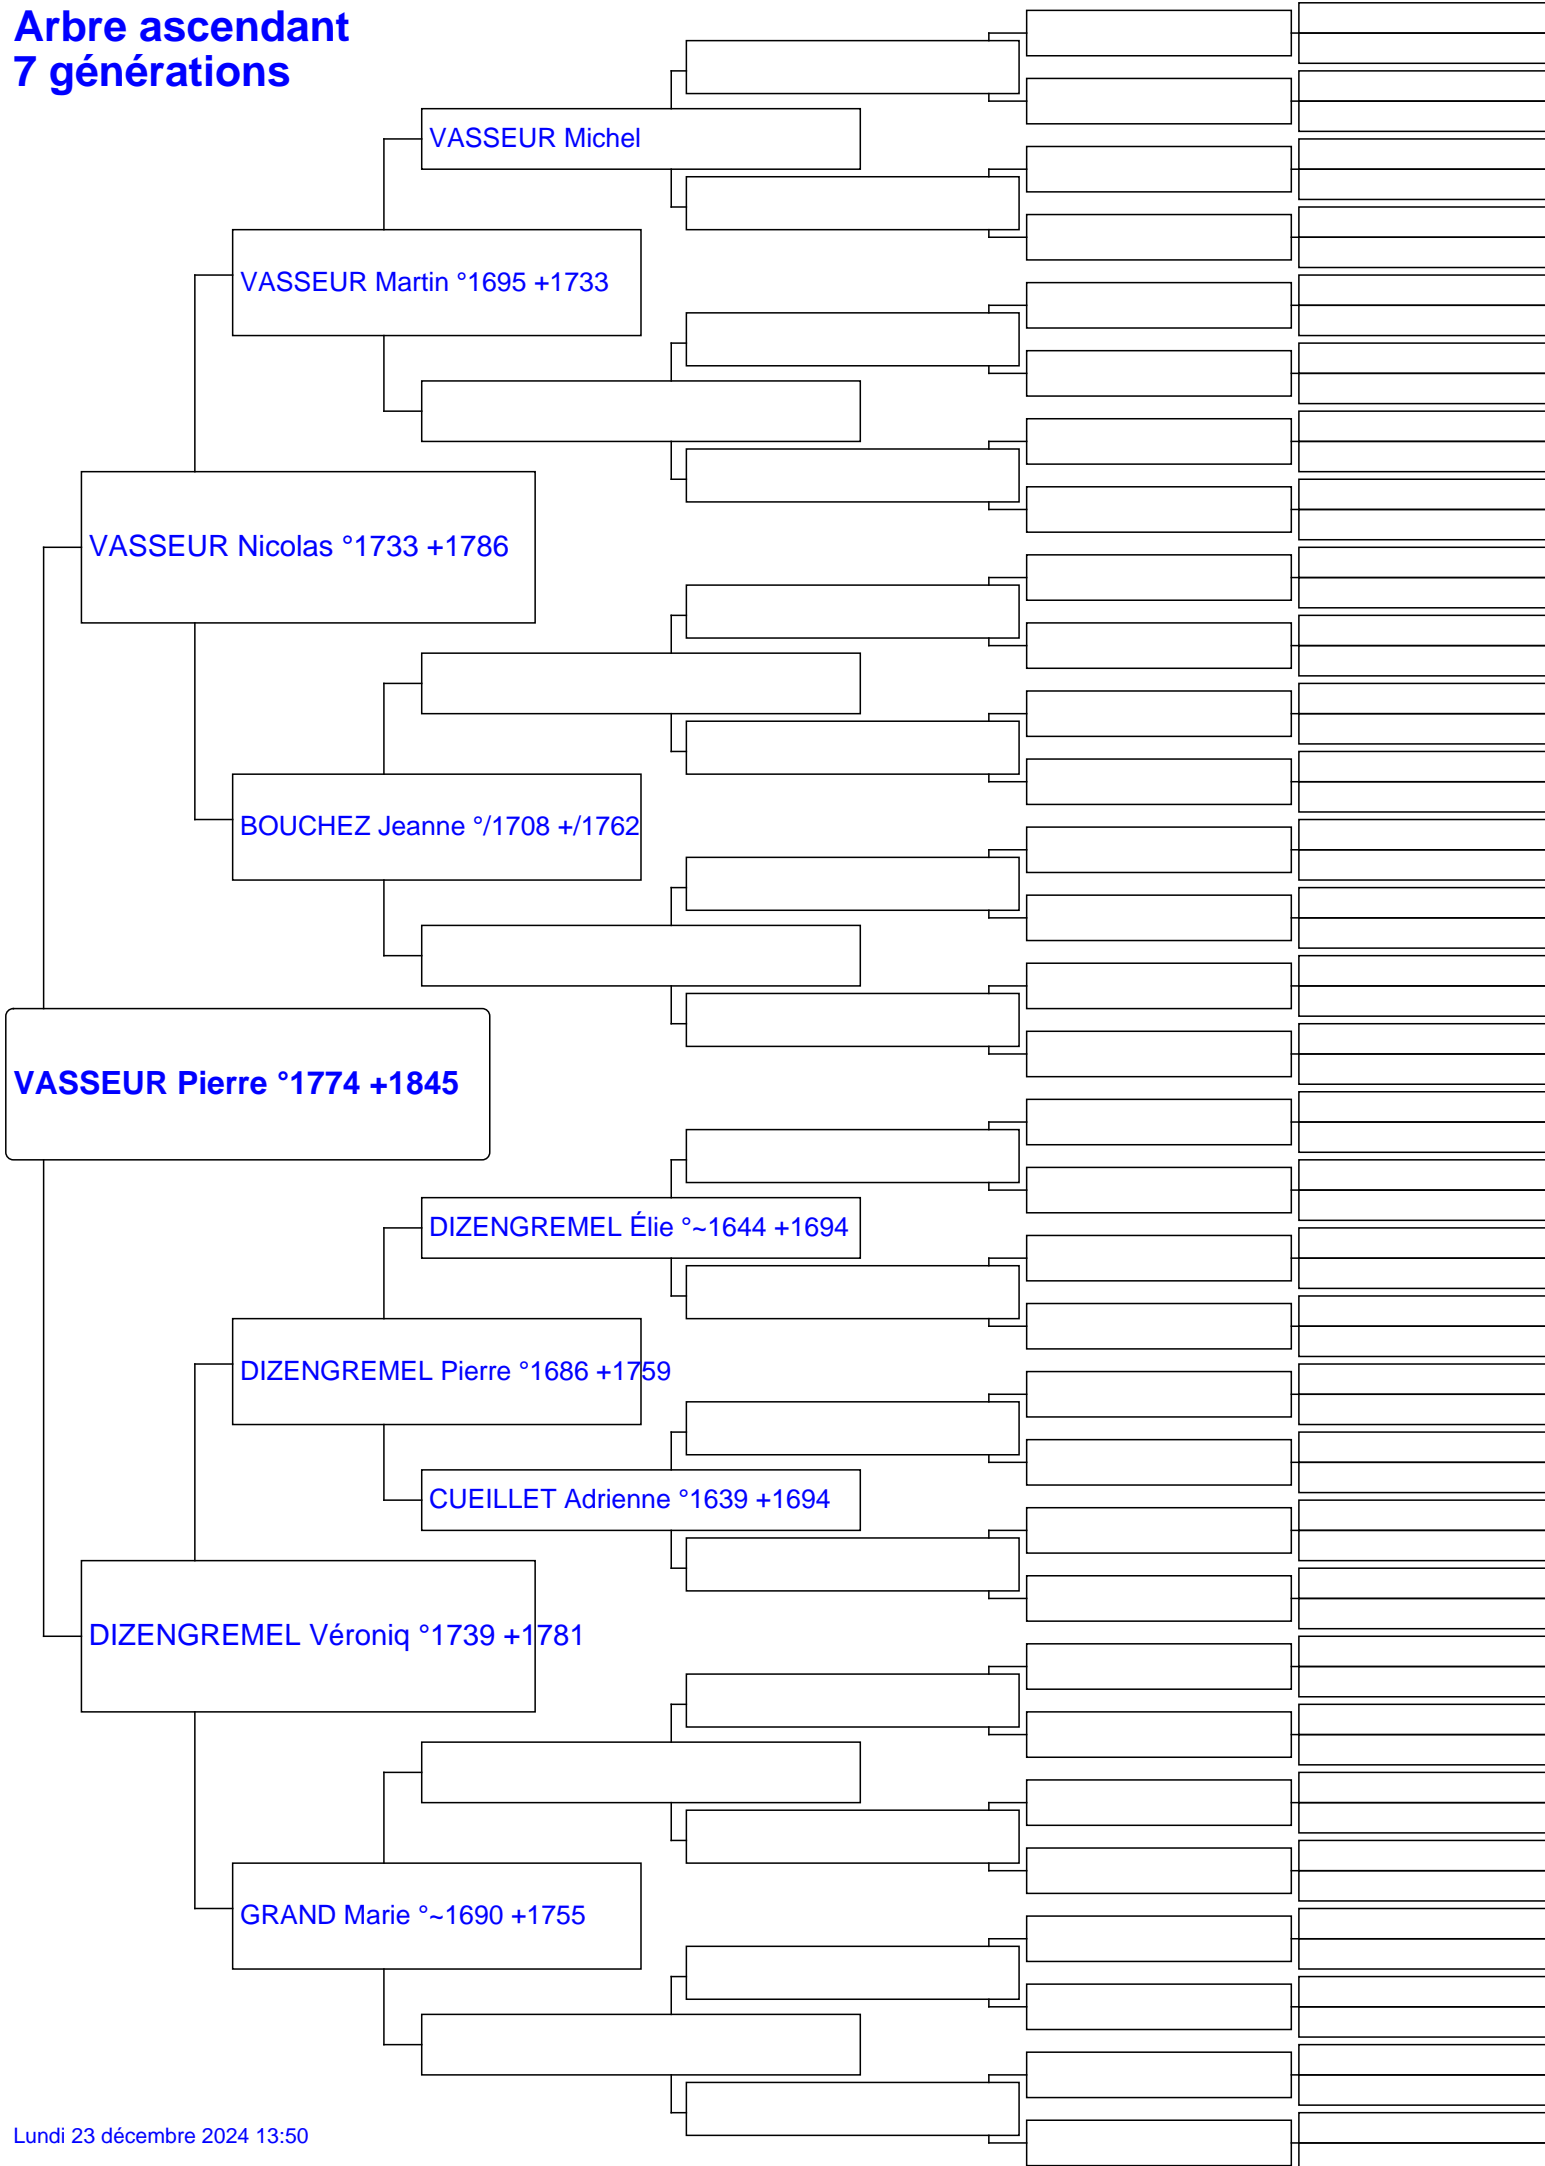 Arbre ascendant
7 générations
VASSEUR Michel
VASSEUR Martin °1695 +1733
VASSEUR Nicolas °1733 +1786
BOUCHEZ Jeanne °/1708 +/1762
VASSEUR Pierre °1774 +1845
DIZENGREMEL Élie °~1644 +1694
DIZENGREMEL Pierre °1686 +1759
CUEILLET Adrienne °1639 +1694
DIZENGREMEL Véroniq °1739 +1781
GRAND Marie °~1690 +1755
Lundi 23 décembre 2024 13:50